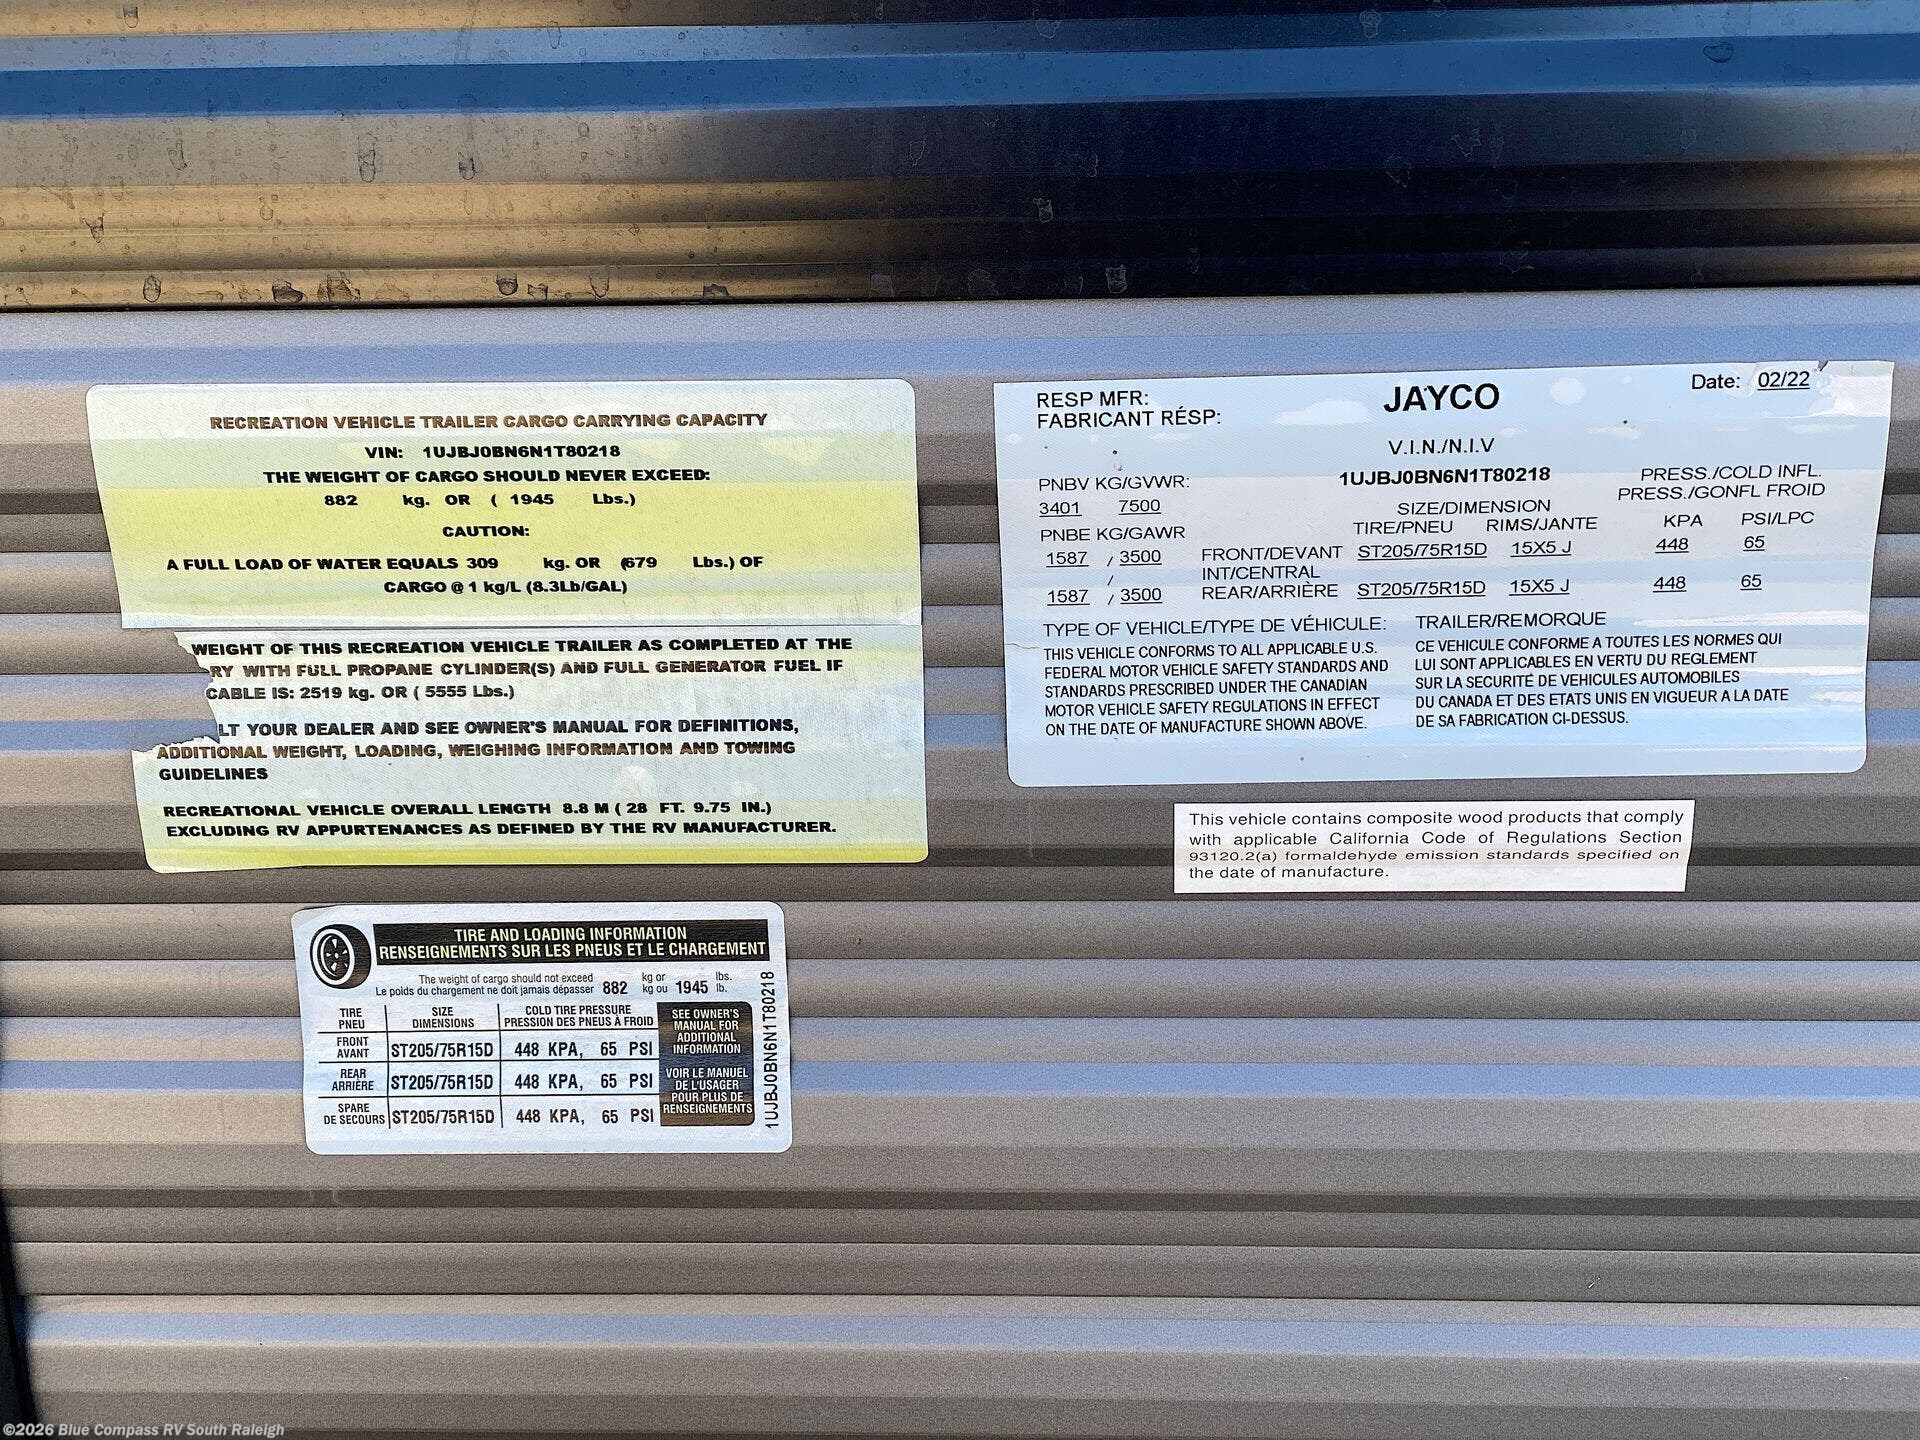 RECREATION VEHICLE TRAILER CARGO CARRYING CAPACITY
VIN: 1UJBJ0BN6N1T80218
THE WEIGHT OF CARGO SHOULD NEVER EXCEED:
882 kg. OR ( 1945 Lbs.)
CAUTION:
A FULL LOAD OF WATER EQUALS 309 kg. OR (679 Lbs.) OF
CARGO @ 1 kg/L (8.3Lb/GAL)
WEIGHT OF THIS RECREATION VEHICLE TRAILER AS COMPLETED AT THE
RY WITH FULL PROPANE CYLINDER(S) AND FULL GENERATOR FUEL IF
CABLE IS: 2519 kg. OR ( 5555 Lbs.)
LT YOUR DEALER AND SEE OWNER'S MANUAL FOR DEFINITIONS,
ADDITIONAL WEIGHT, LOADING, WEIGHING INFORMATION AND TOWING
GUIDELINES
RECREATIONAL VEHICLE OVERALL LENGTH 8.8 M ( 28 FT. 9.75 IN.)
EXCLUDING RV APPURTENANCES AS DEFINED BY THE RV MANUFACTURER.
RESP MFR: JAYCO Date: 02/22
FABRICANT RÉSP:
V.I.N./N.I.V
1UJBJ0BN6N1T80218
PRESS./COLD INFL.
PNBV KG/GVWR: SIZE/DIMENSION PRESS./GONFL FROID
3401 7500 TIRE/PNEU RIMS/JANTE KPA PSI/LPC
PNBE KG/GAWR
1587 / 3500 FRONT/DEVANT ST205/75R15D 15X5 J 448 65
/ INT/CENTRAL
1587 / 3500 REAR/ARRIÈRE ST205/75R15D 15X5 J 448 65
TYPE OF VEHICLE/TYPE DE VÉHICULE: TRAILER/REMORQUE
THIS VEHICLE CONFORMS TO ALL APPLICABLE U.S.
FEDERAL MOTOR VEHICLE SAFETY STANDARDS AND
STANDARDS PRESCRIBED UNDER THE CANADIAN
MOTOR VEHICLE SAFETY REGULATIONS IN EFFECT
ON THE DATE OF MANUFACTURE SHOWN ABOVE.
CE VEHICULE CONFORME A TOUTES LES NORMES QUI
LUI SONT APPLICABLES EN VERTU DU REGLEMENT
SUR LA SECURITÉ DE VEHICULES AUTOMOBILES
DU CANADA ET DES ETATS UNIS EN VIGUEUR A LA DATE
DE SA FABRICATION CI-DESSUS.
This vehicle contains composite wood products that comply
with applicable California Code of Regulations Section
93120.2(a) formaldehyde emission standards specified on
the date of manufacture.
TIRE AND LOADING INFORMATION
RENSEIGNEMENTS SUR LES PNEUS ET LE CHARGEMENT
The weight of cargo should not exceed 882 kg or 1945 lbs.
Le poids du chargement ne doit jamais dépasser kg ou lb.
TIRE SIZE COLD TIRE PRESSURE
PNEU DIMENSIONS PRESSION DES PNEUS À FROID
FRONT
AVANT ST205/75R15D 448 KPA, 65 PSI
REAR
ARRIÈRE ST205/75R15D 448 KPA, 65 PSI
SPARE
DE SECOURS ST205/75R15D 448 KPA, 65 PSI
SEE OWNER'S
MANUAL FOR
ADDITIONAL
INFORMATION
VOIR LE MANUEL
DE L'USAGER
POUR PLUS DE
RENSEIGNEMENTS
1UJBJ0BN6N1T80218
©2026 Blue Compass RV South Raleigh